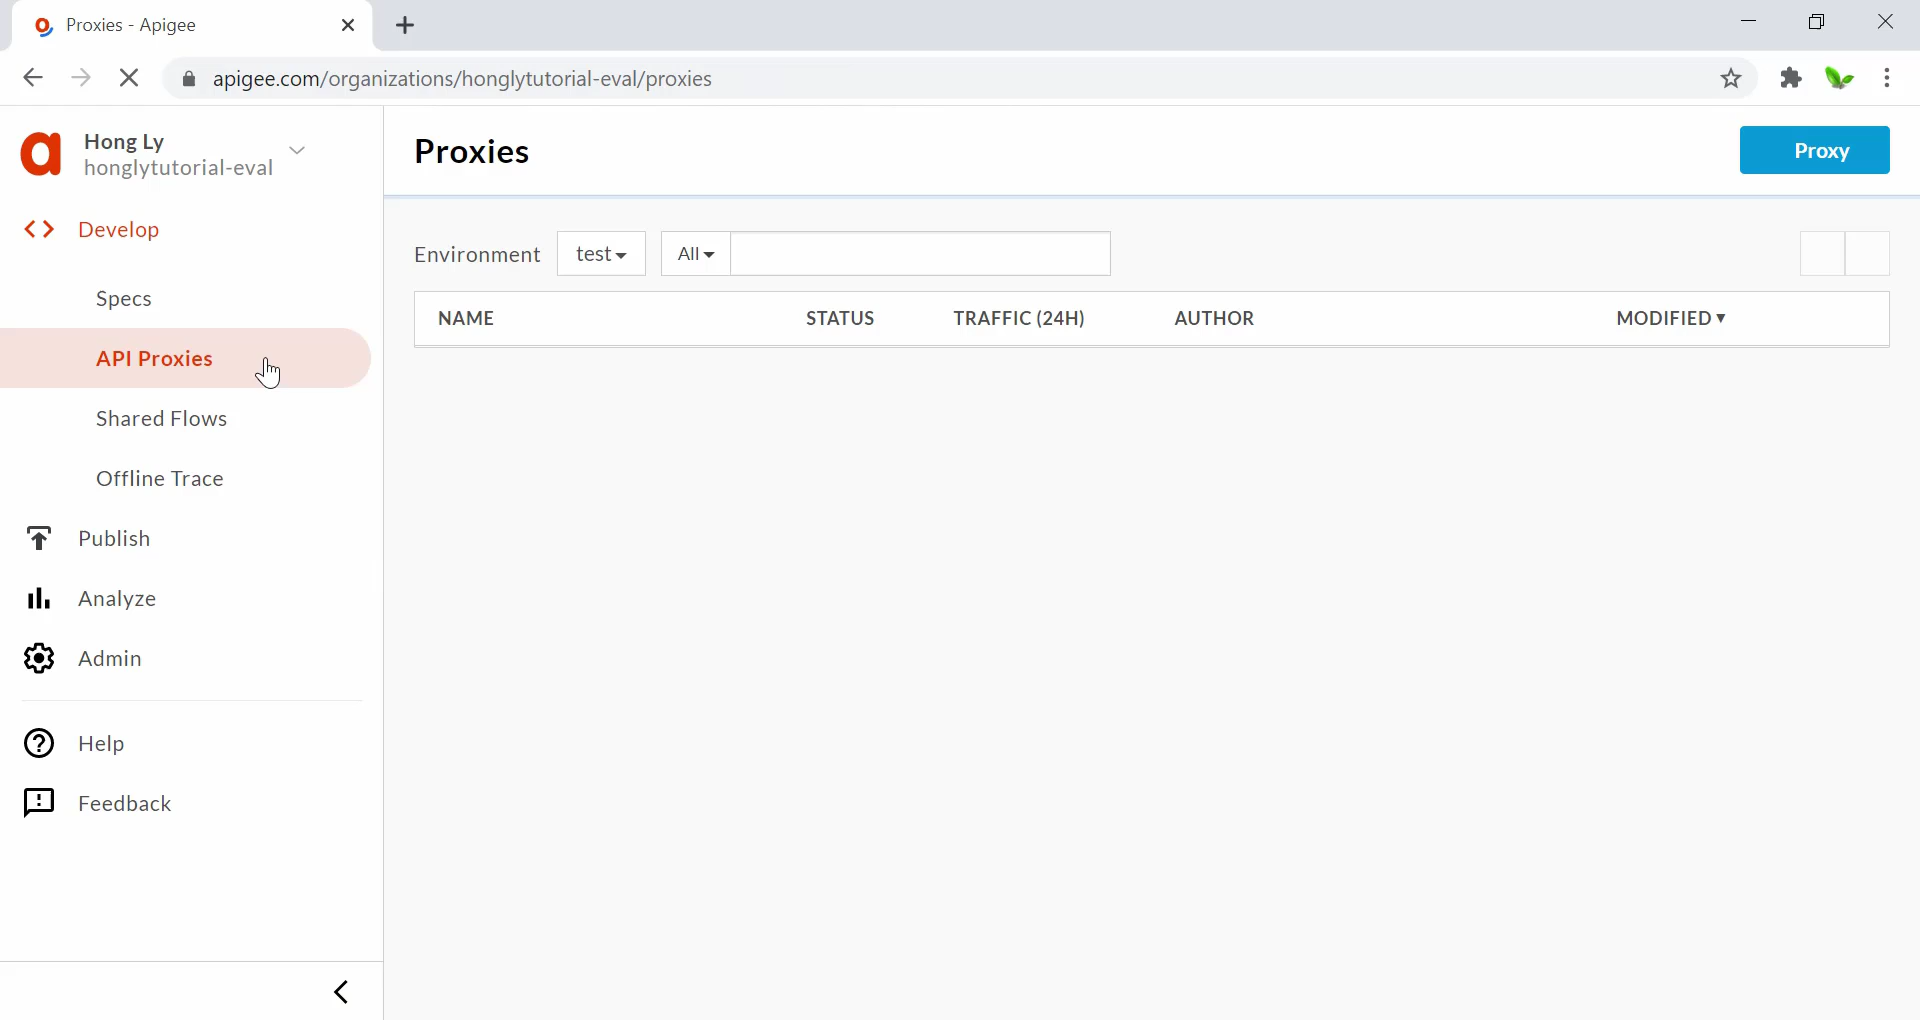 Proxies - Apigee
apigee.com/organizations/honglytutorial-eval/proxies
Hong Ly
honglytutorial-eval
Develop
Specs
API Proxies
Shared Flows
Offline Trace
Publish
Analyze
Admin
Help
Feedback
Proxies
Proxy
Environment test All
NAME STATUS TRAFFIC (24H) AUTHOR MODIFIED